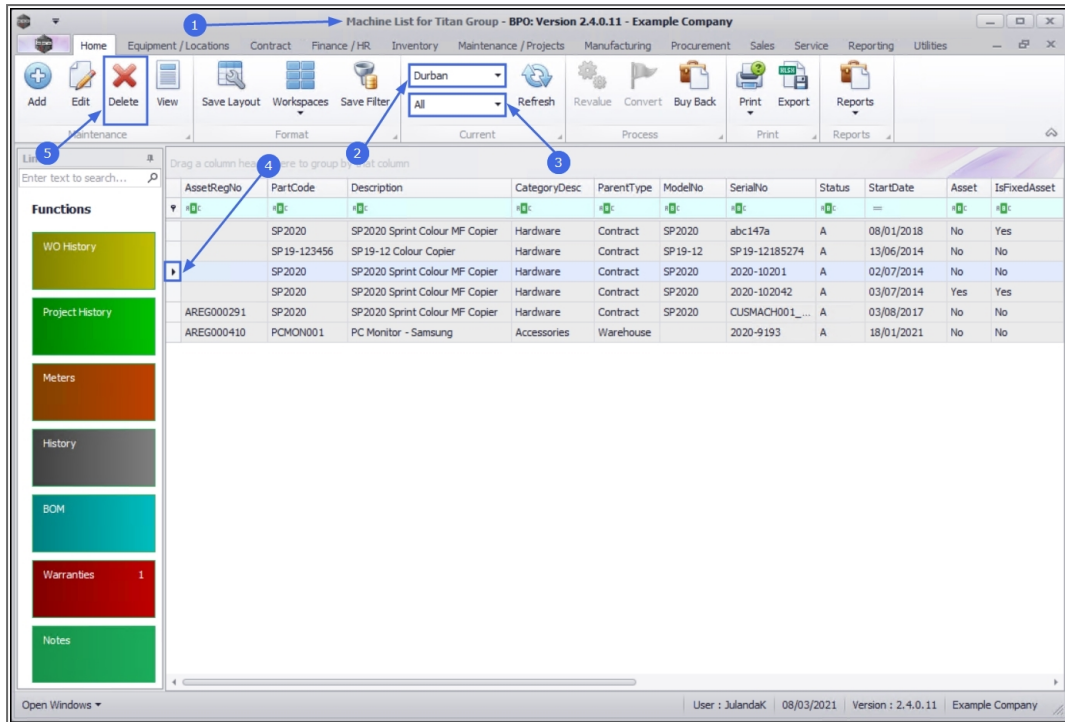 1
Machine List for Titan Group - BPO: Version 2.4.0.11 - Example Company
Home Equipment / Locations Contract Finance / HR Inventory Maintenance / Projects Manufacturing Procurement Sales Service Reporting Utilities
Add Edit Delete View Save Layout Workspaces Save Filter Durban Refresh Revalue Convert Buy Back Print Export Reports
All
Maintenance Format Current Process Print Reports
5 2 3 4
Enter text to search...
Drag a column here to group by that column
Functions
AssetRegNo PartCode Description CategoryDesc ParentType ModelNo SerialNo Status StartDate Asset IsFixedAsset
SP2020 SP2020 Sprint Colour MF Copier Hardware Contract SP2020 abc147a A 08/01/2018 No Yes
SP19-123456 SP19-12 Colour Copier Hardware Contract SP19-12 SP19-12185274 A 13/06/2014 No No
SP2020 SP2020 Sprint Colour MF Copier Hardware Contract SP2020 2020-10201 A 02/07/2014 No No
SP2020 SP2020 Sprint Colour MF Copier Hardware Contract SP2020 2020-102042 A 03/07/2014 Yes Yes
AREG000291 SP2020 SP2020 Sprint Colour MF Copier Hardware Contract SP2020 CUSMACH001_... A 03/08/2017 No No
AREG000410 PCMON001 PC Monitor - Samsung Accessories Warehouse 2020-9193 A 18/01/2021 No No
WO History
Project History
Meters
History
BOM
Warranties 1
Notes
Open Windows User : JulandaK 08/03/2021 Version : 2.4.0.11 Example Company